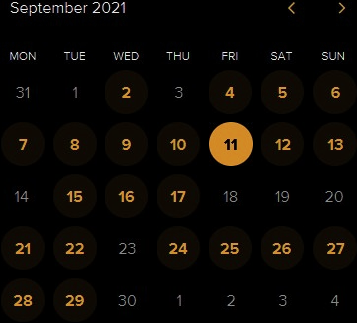 September 2021 < >
MON TUE WED THU FRI SAT SUN
31 1 2 3 4 5 6
7 8 9 10 11 12 13
14 15 16 17 18 19 20
21 22 23 24 25 26 27
28 29 30 1 2 3 4